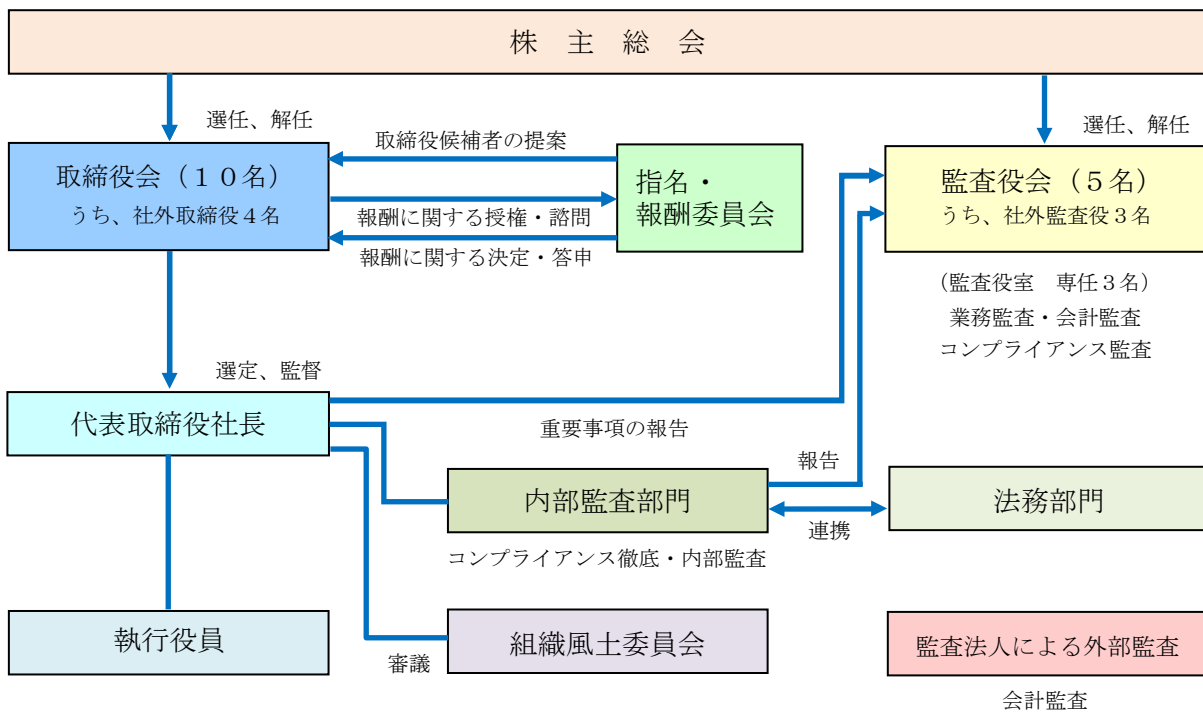 株 主 総 会
選任、解任
選任、解任
取締役会（１０名）
うち、社外取締役４名
取締役候補者の提案
報酬に関する授権・諮問
報酬に関する決定・答申
指名・
報酬委員会
監査役会（５名）
うち、社外監査役３名
（監査役室　専任３名）
業務監査・会計監査
コンプライアンス監査
選定、監督
代表取締役社長
重要事項の報告
報告
内部監査部門
連携
法務部門
コンプライアンス徹底・内部監査
執行役員
審議
組織風土委員会
監査法人による外部監査
会計監査